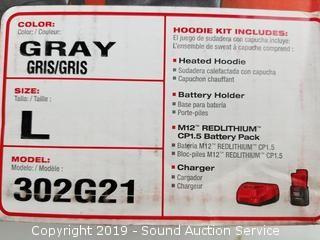 COLOR:
Color: / Couleur:
GRAY
GRIS/GRIS
SIZE:
Talla: / Taille :
L
MODEL:
Modelo: / Modèle :
302G21
HOODIE KIT INCLUDES:
El juego de sudadera con capucha incluye:
L'ensemble de sweat à capuche comprend :
Heated Hoodie
• Sudadera calefactada con capucha
• Capuchon chauffant
Battery Holder
• Base para batería
• Porte-piles
M12™ REDLITHIUM™
CP1.5 Battery Pack
• Batería M12™ REDLITHIUM™ CP1.5
• Bloc-piles M12™ REDLITHIUM™ CP1.5
Charger
• Cargador
• Chargeur
Copyright 2019 - Sound Auction Service